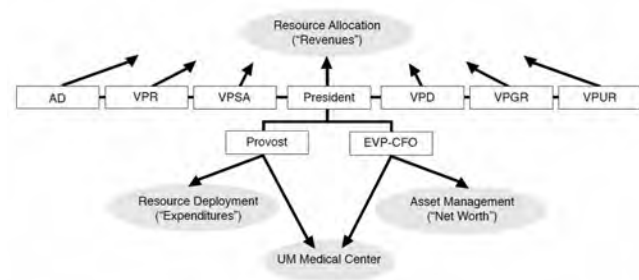 Resource Allocation
("Revenues")
AD VPR VPSA President VPD VPGR VPUR
Provost EVP-CFO
Resource Deployment
("Expenditures")
Asset Management
("Net Worth")
UM Medical Center